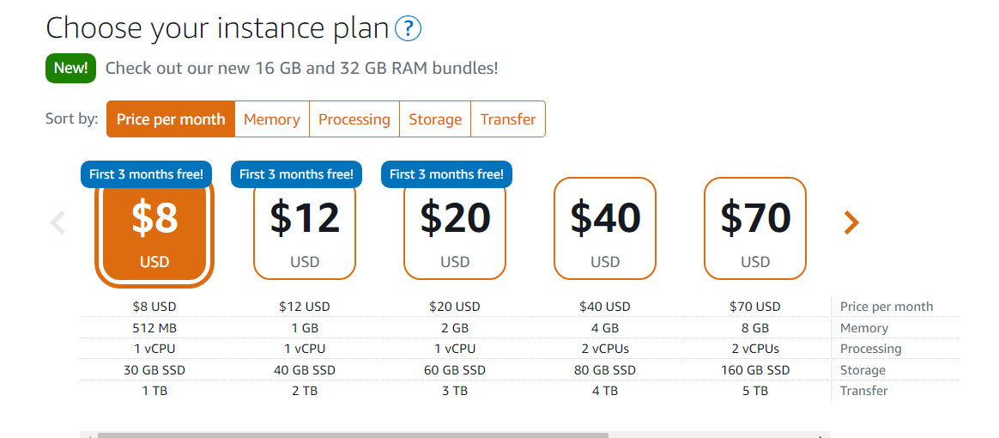 Choose your instance plan ?
New! Check out our new 16 GB and 32 GB RAM bundles!
Sort by: Price per month Memory Processing Storage Transfer
First 3 months free! First 3 months free! First 3 months free!
$8 $12 $20 $40 $70
USD USD USD USD USD
$8 USD $12 USD $20 USD $40 USD $70 USD Price per month
512 MB 1 GB 2 GB 4 GB 8 GB Memory
1 vCPU 1 vCPU 1 vCPU 2 vCPUs 2 vCPUs Processing
30 GB SSD 40 GB SSD 60 GB SSD 80 GB SSD 160 GB SSD Storage
1 TB 2 TB 3 TB 4 TB 5 TB Transfer